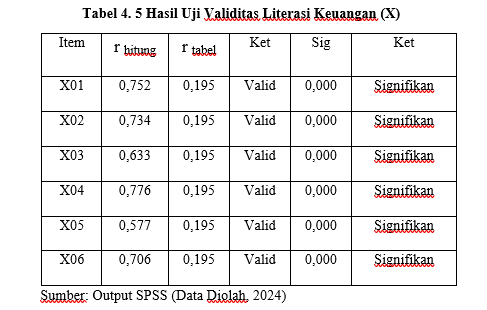 Tabel 4. 5 Hasil Uji Validitas Literasi Keuangan (X)
Item r hitung r tabel Ket Sig Ket
X01 0,752 0,195 Valid 0,000 Signifikan
X02 0,734 0,195 Valid 0,000 Signifikan
X03 0,633 0,195 Valid 0,000 Signifikan
X04 0,776 0,195 Valid 0,000 Signifikan
X05 0,577 0,195 Valid 0,000 Signifikan
X06 0,706 0,195 Valid 0,000 Signifikan
Sumber: Output SPSS (Data Diolah, 2024)